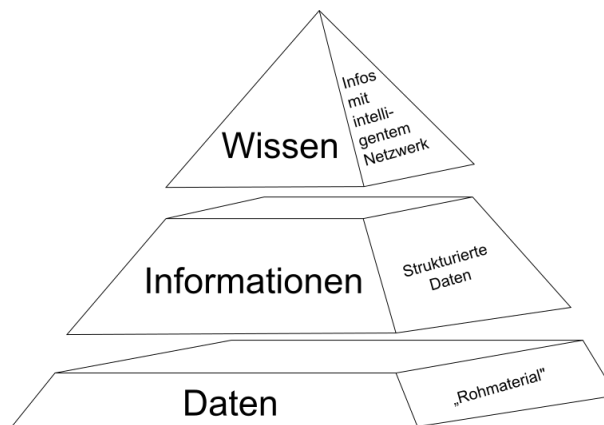 Wissen
Infos
mit
intelli-
gentem
Netzwerk
Informationen
Strukturierte
Daten
Daten
„Rohmaterial"